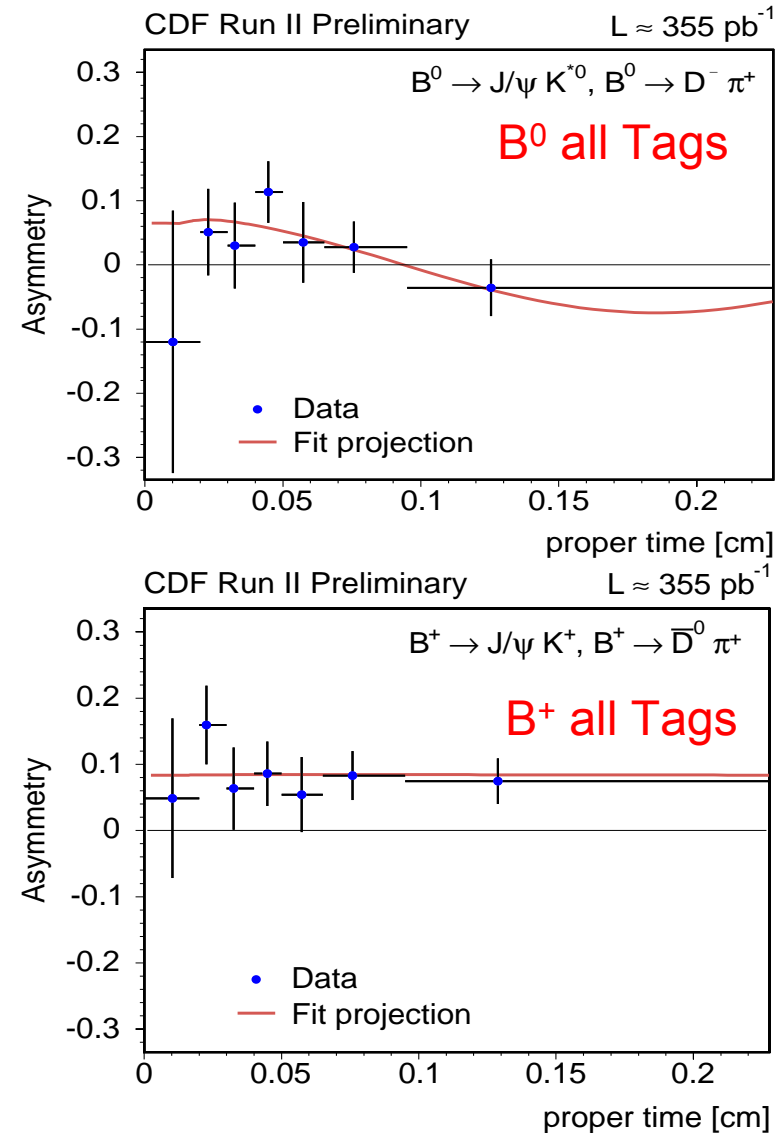 CDF Run II Preliminary L ≈ 355 pb⁻¹
B⁰ → J/ψ K*⁰, B⁰ → D⁻ π⁺
B⁰ all Tags
Asymmetry
0.3
0.2
0.1
0
-0.1
-0.2
-0.3
Data
Fit projection
0 0.05 0.1 0.15 0.2
proper time [cm]
CDF Run II Preliminary L ≈ 355 pb⁻¹
B⁺ → J/ψ K⁺, B⁺ → D̅⁰ π⁺
B⁺ all Tags
Asymmetry
0.3
0.2
0.1
0
-0.1
-0.2
-0.3
Data
Fit projection
0 0.05 0.1 0.15 0.2
proper time [cm]